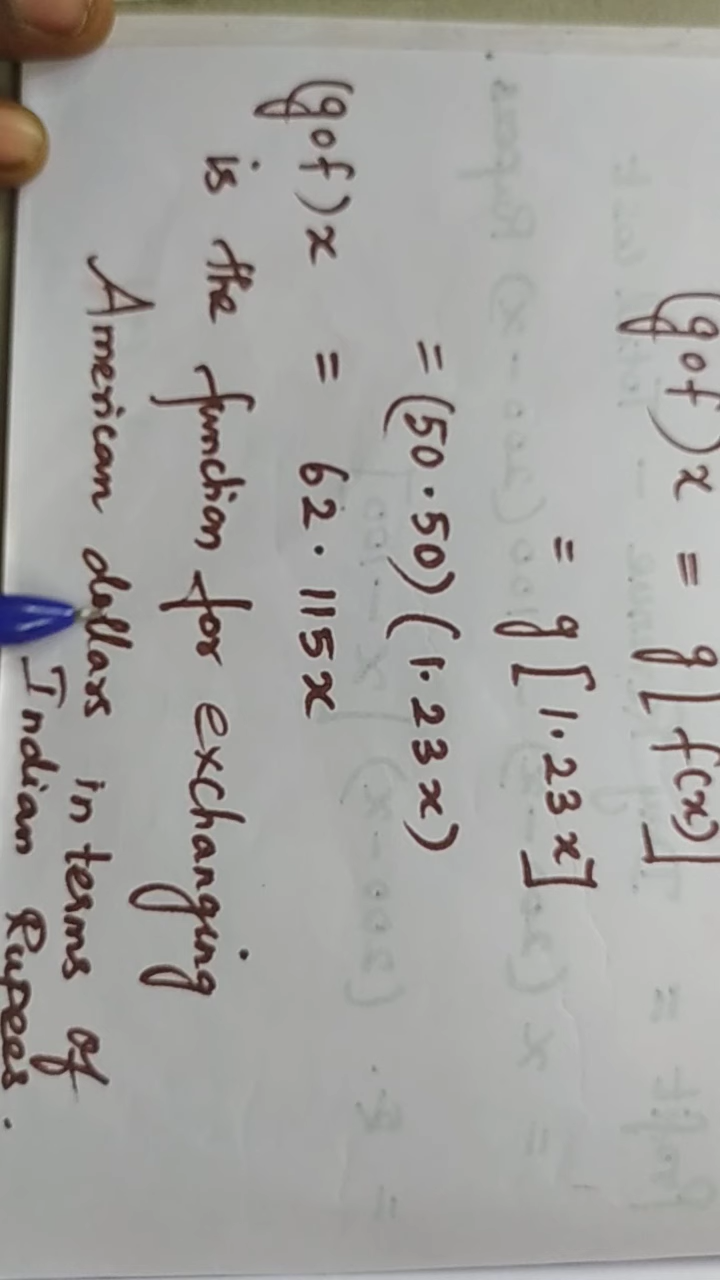 (gof)x = g[f(x)]
= g[1.23x]
= (50.50)(1.23x)
(gof)x = 62.115x
is the function for exchanging
American dollars in terms of
Indian Rupees.